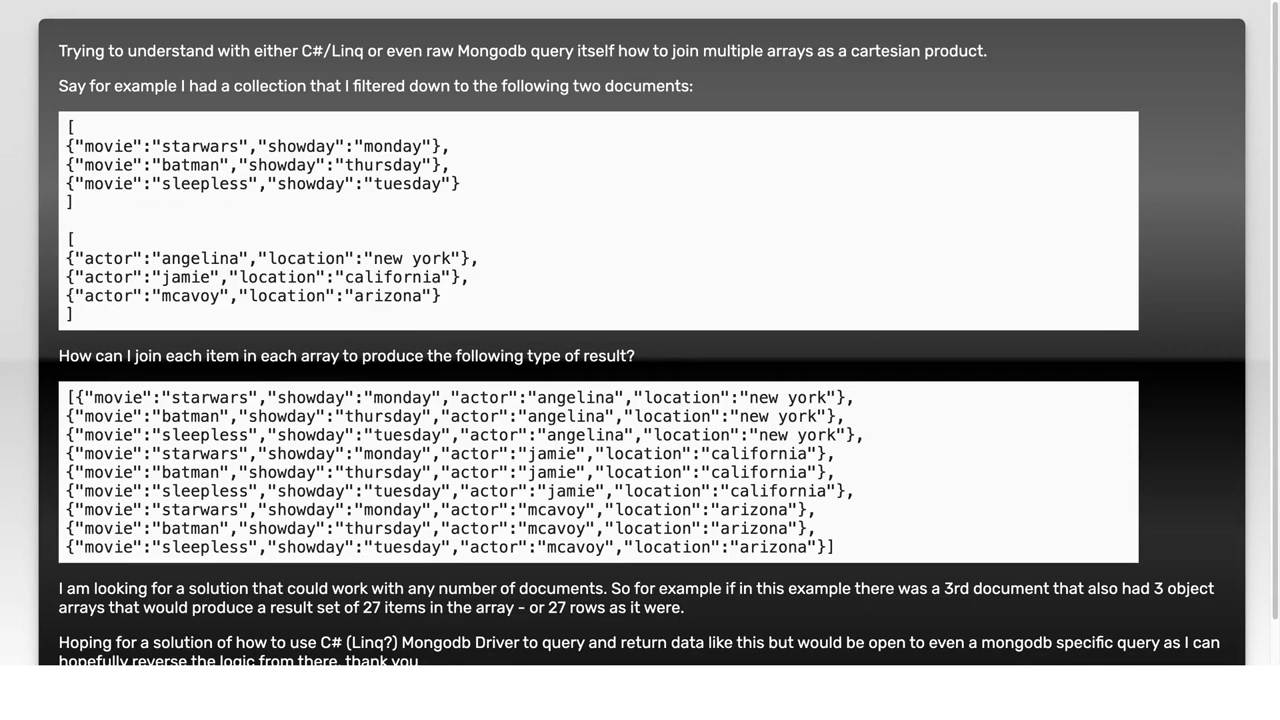 Trying to understand with either C#/Linq or even raw Mongodb query itself how to join multiple arrays as a cartesian product.
Say for example I had a collection that I filtered down to the following two documents:
[
{"movie":"starwars","showday":"monday"},
{"movie":"batman","showday":"thursday"},
{"movie":"sleepless","showday":"tuesday"}
]
[
{"actor":"angelina","location":"new york"},
{"actor":"jamie","location":"california"},
{"actor":"mcavoy","location":"arizona"}
]
How can I join each item in each array to produce the following type of result?
[{"movie":"starwars","showday":"monday","actor":"angelina","location":"new york"},
{"movie":"batman","showday":"thursday","actor":"angelina","location":"new york"},
{"movie":"sleepless","showday":"tuesday","actor":"angelina","location":"new york"},
{"movie":"starwars","showday":"monday","actor":"jamie","location":"california"},
{"movie":"batman","showday":"thursday","actor":"jamie","location":"california"},
{"movie":"sleepless","showday":"tuesday","actor":"jamie","location":"california"},
{"movie":"starwars","showday":"monday","actor":"mcavoy","location":"arizona"},
{"movie":"batman","showday":"thursday","actor":"mcavoy","location":"arizona"},
{"movie":"sleepless","showday":"tuesday","actor":"mcavoy","location":"arizona"}]
I am looking for a solution that could work with any number of documents. So for example if in this example there was a 3rd document that also had 3 object
arrays that would produce a result set of 27 items in the array - or 27 rows as it were.
Hoping for a solution of how to use C# (Linq?) Mongodb Driver to query and return data like this but would be open to even a mongodb specific query as I can
hopefully reverse the logic from there, thank you